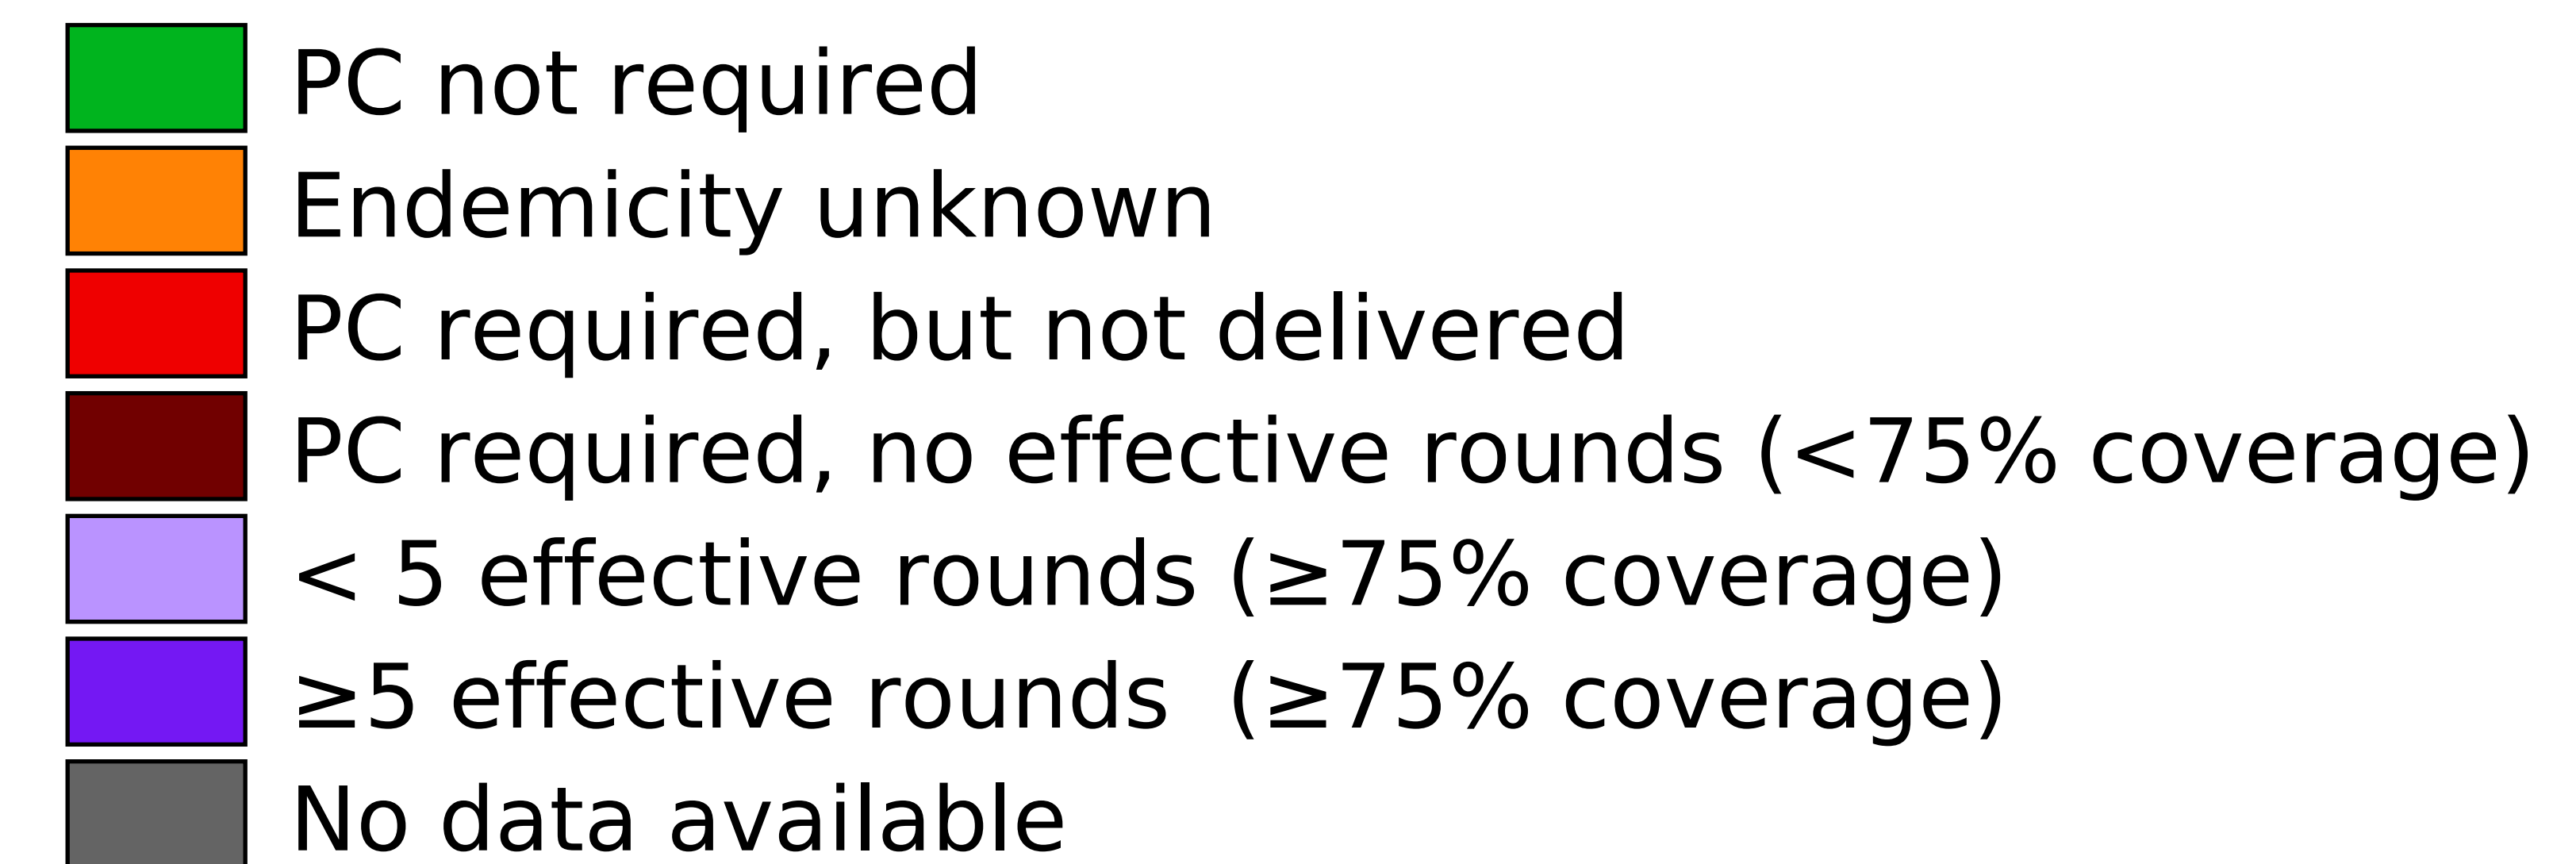 PC not required
Endemicity unknown
PC required, but not delivered
PC required, no effective rounds (<75% coverage)
< 5 effective rounds (≥75% coverage)
≥5 effective rounds  (≥75% coverage)
No data available